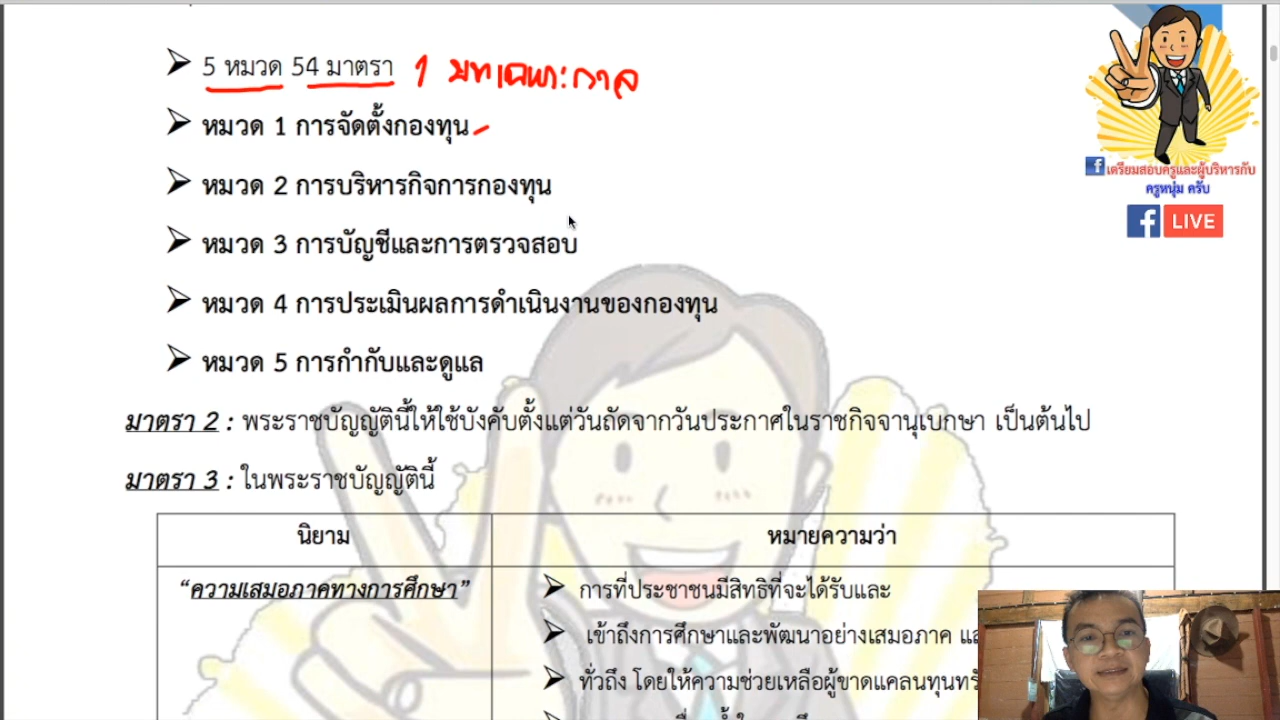 5 หมวด 54 มาตรา 1 บทเฉพาะกาล
หมวด 1 การจัดตั้งกองทุน
หมวด 2 การบริหารกิจการกองทุน
หมวด 3 การบัญชีและการตรวจสอบ
หมวด 4 การประเมินผลการดำเนินงานของกองทุน
หมวด 5 การกำกับและดูแล
มาตรา 2 : พระราชบัญญัตินี้ให้ใช้บังคับตั้งแต่วันถัดจากวันประกาศในราชกิจจานุเบกษา เป็นต้นไป
มาตรา 3 : ในพระราชบัญญัตินี้
นิยาม หมายความว่า
“ความเสมอภาคทางการศึกษา” การที่ประชาชนมีสิทธิที่จะได้รับและ
เข้าถึงการศึกษาและพัฒนาอย่างเสมอภาค
ทั่วถึง โดยให้ความช่วยเหลือผู้ขาดแคลน
เตรียมสอบครูและผู้บริหารกับ
ครูหนุ่ม ครับ
f LIVE